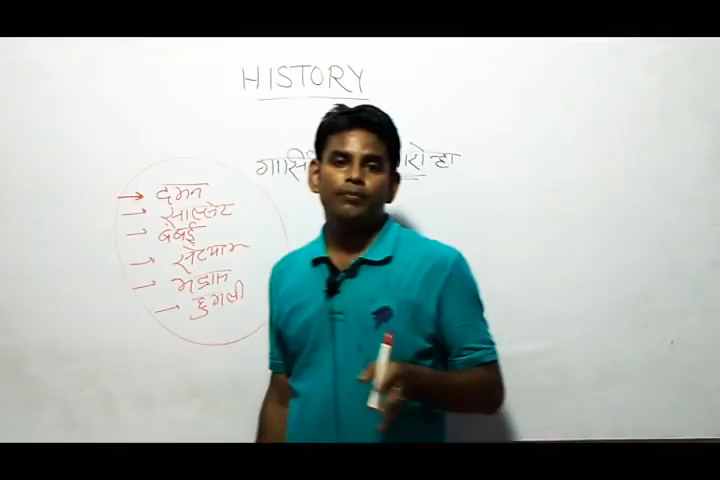 HISTORY
रोन्हा
→ दमन
→ साल्सेट
→ बंबई
→ सेंटथामे
→ मद्रास
→ हुगली